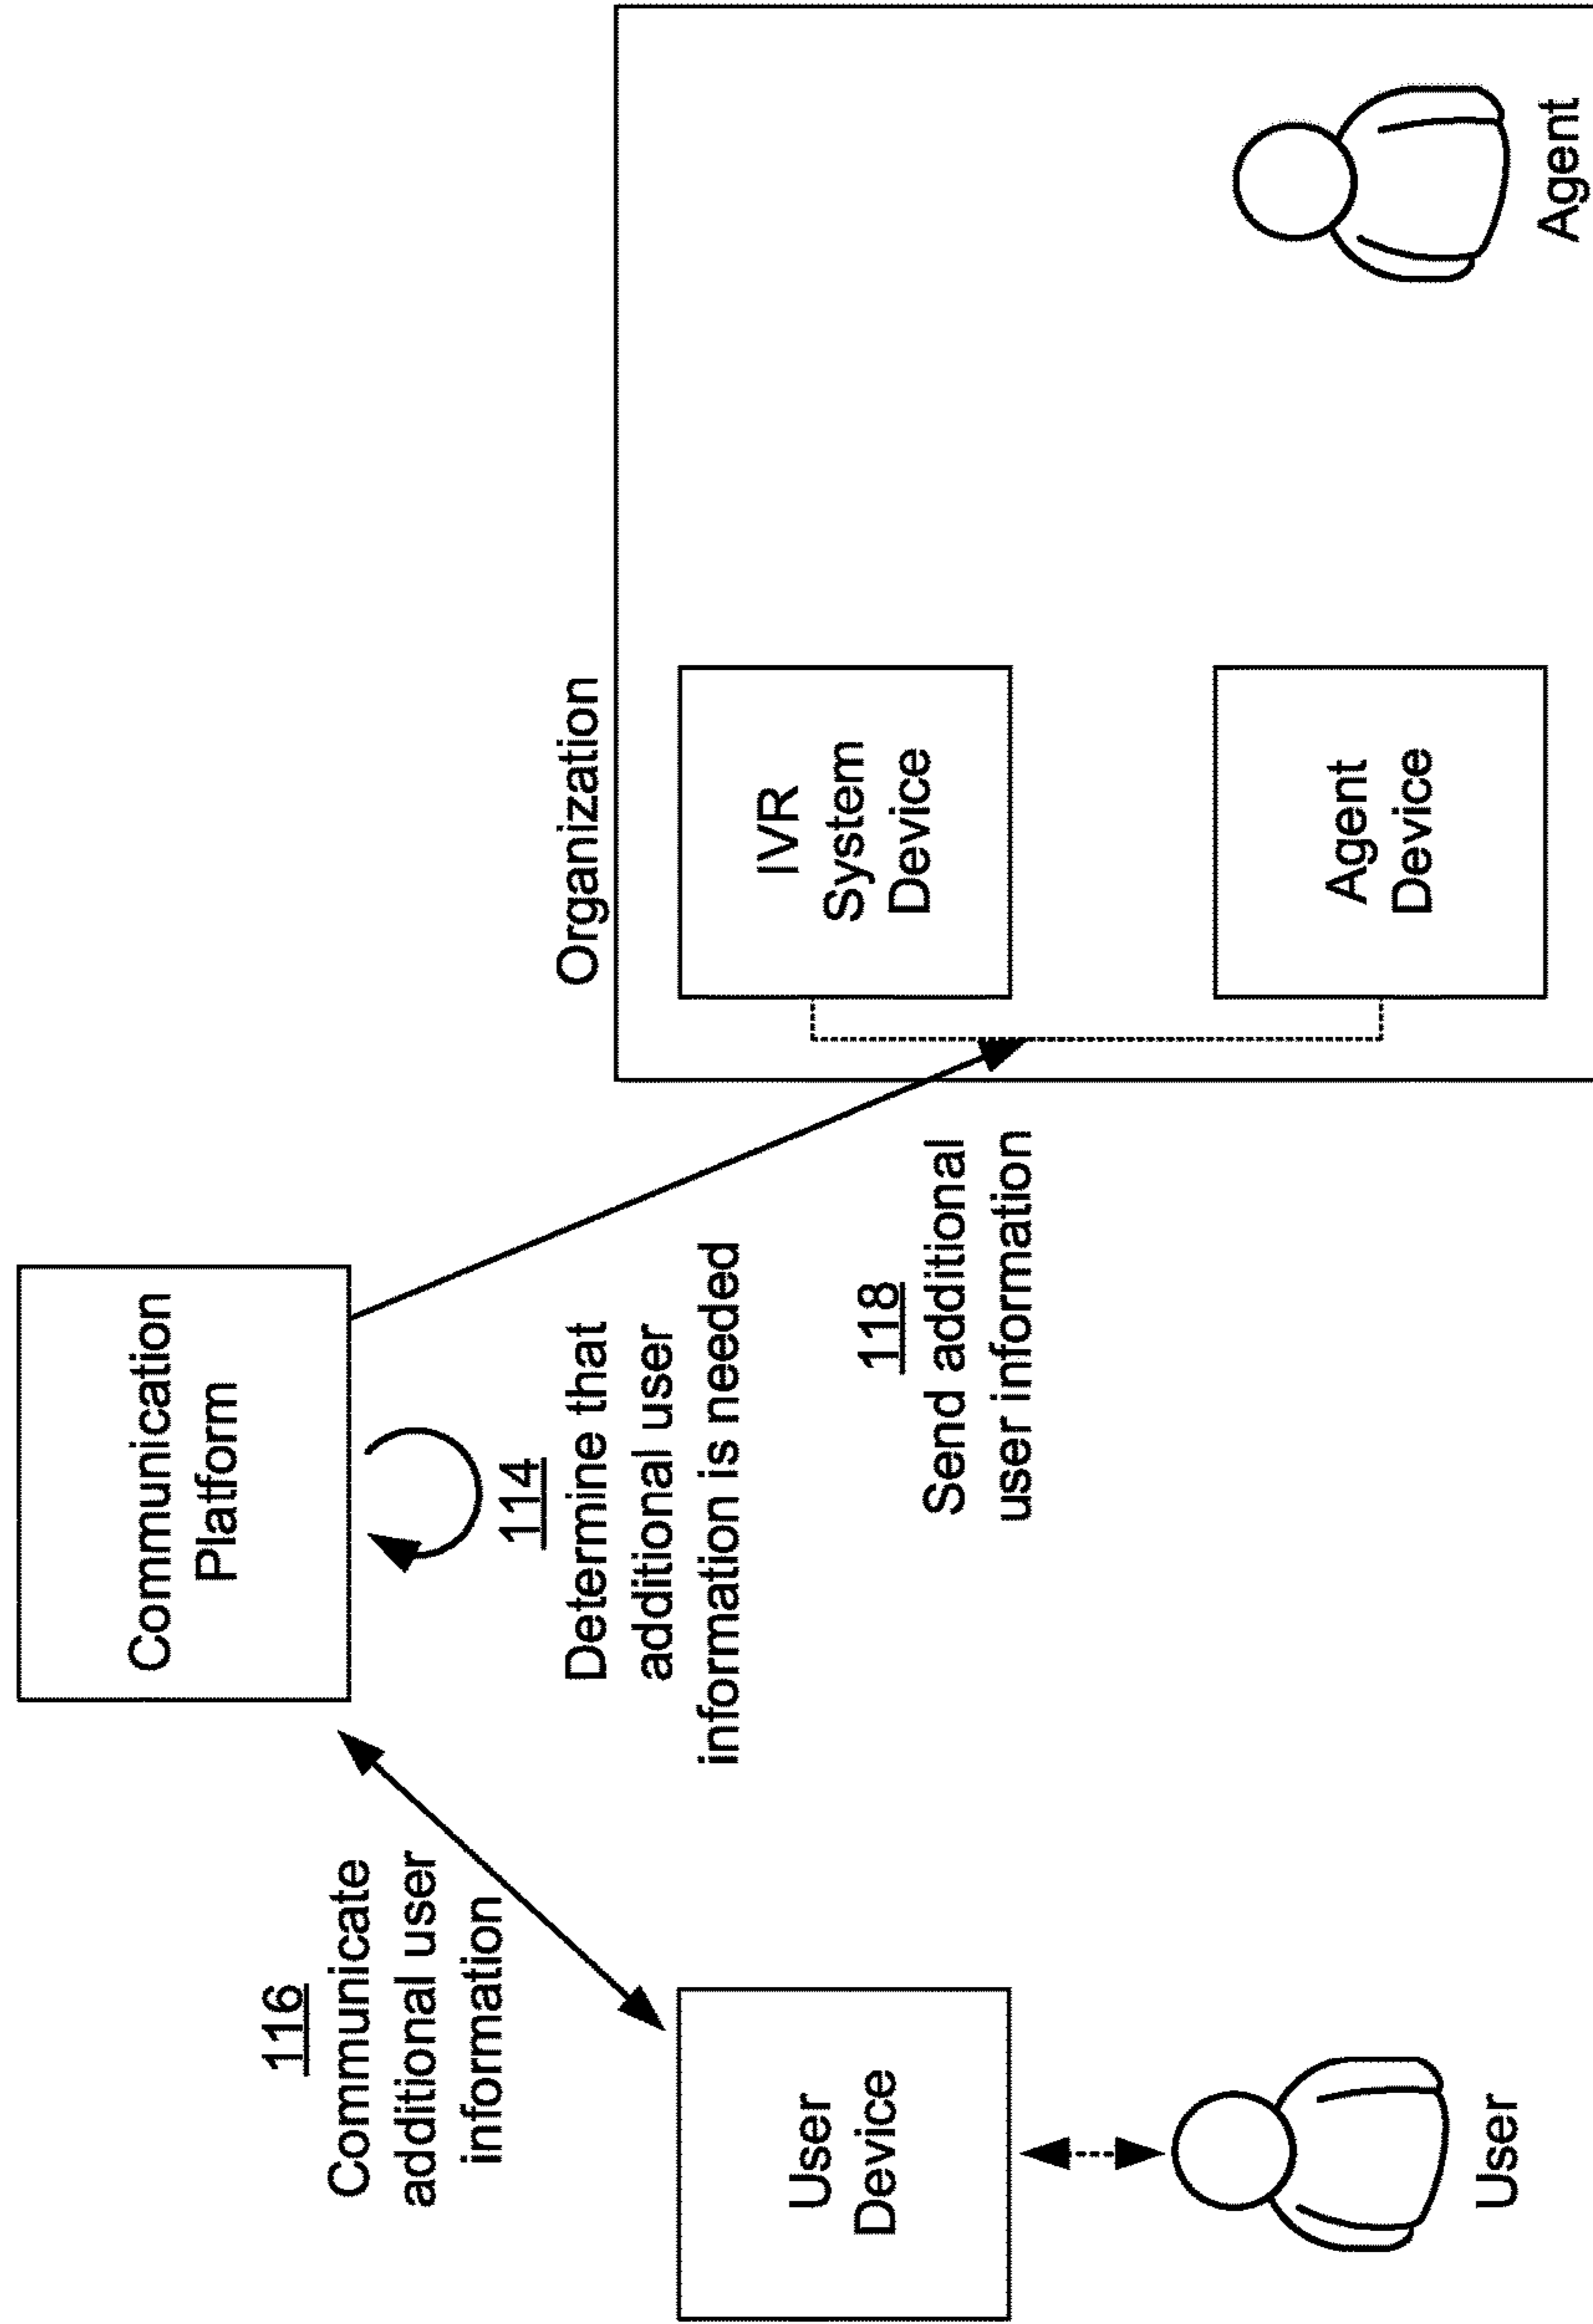 Communication
Platform
116
Communicate
additional user
information
114
Determine that
additional user
information is needed
118
Send additional
user information
Organization
User
Device
User
IVR
System
Device
Agent
Device
Agent